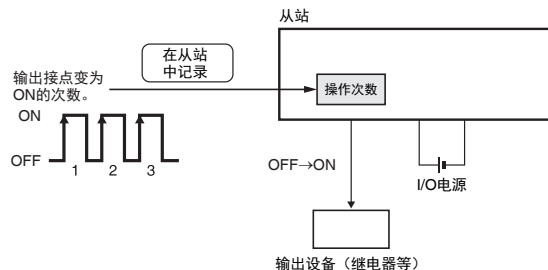 从站
在从站
中记录
输出接点变为
ON的次数。
操作次数
ON
OFF
1 2 3
OFF→ON
I/O电源
输出设备（继电器等）